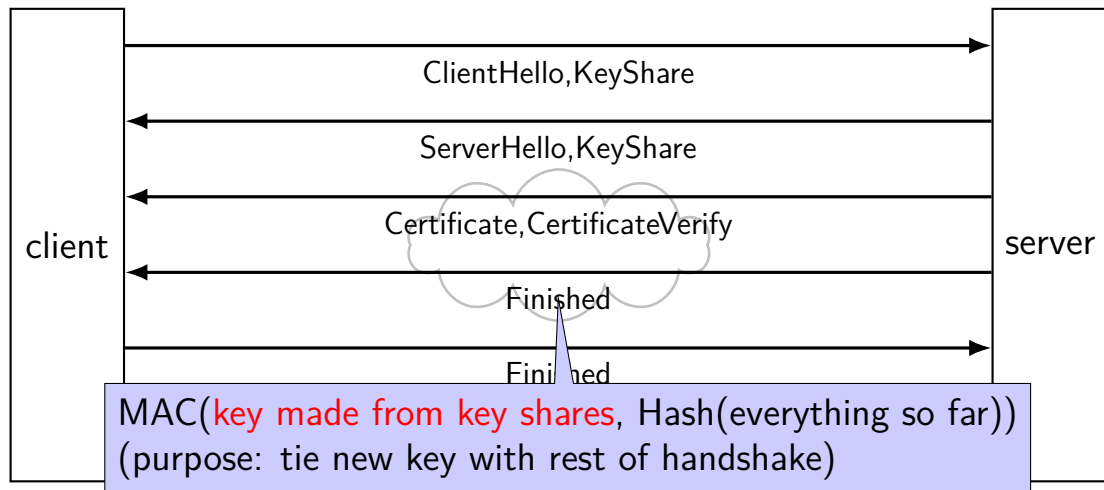 client
server
ClientHello,KeyShare
ServerHello,KeyShare
Certificate,CertificateVerify
Finished
Finished
MAC(key made from key shares, Hash(everything so far))
(purpose: tie new key with rest of handshake)